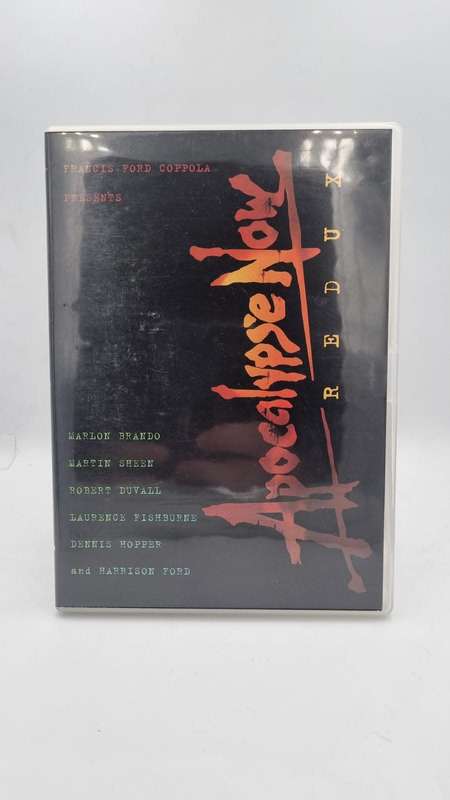 FRANCIS FORD COPPOLA
PRESENTS
Apocalypse Now
REDUX
MARLON BRANDO
MARTIN SHEEN
ROBERT DUVALL
LAURENCE FISHBURNE
DENNIS HOPPER
and HARRISON FORD